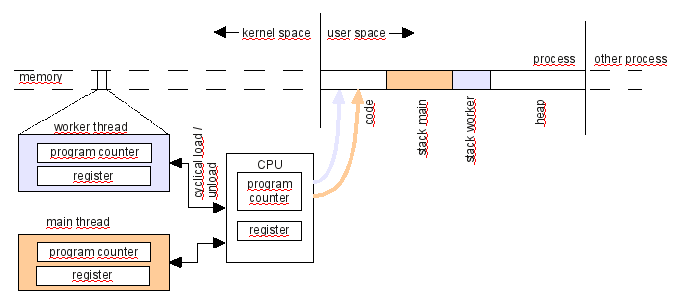 kernel space
user space
process
other process
memory
code
stack main
stack worker
heap
worker thread
program counter
register
cyclical load /
unload
CPU
program
counter
register
main thread
program counter
register